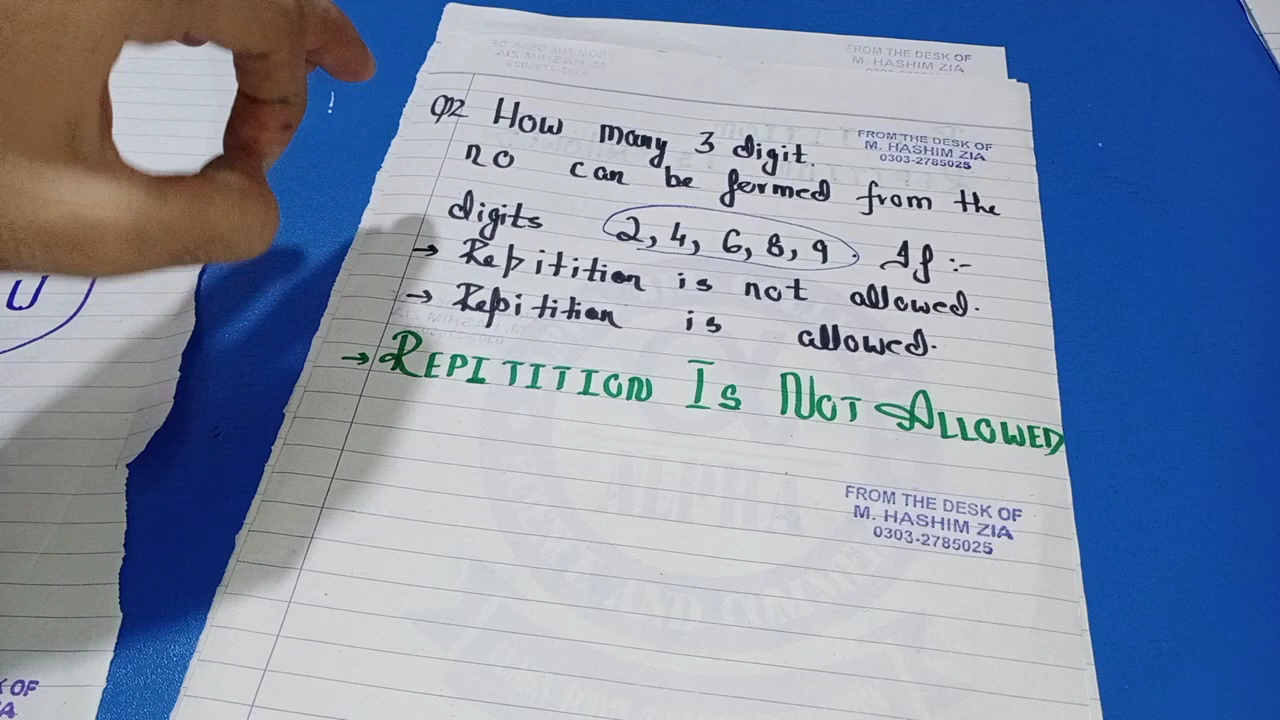 FROM THE DESK OF
M. HASHIM ZIA
Q2 How many 3 digit.
no can be formed from the
digits 2, 4, 6, 8, 9. If :-
→ Repitition is not allowed.
→ Repitition is allowed.
→ REPITITION IS NOT ALLOWED
FROM THE DESK OF
M. HASHIM ZIA
0303-2785025
FROM THE DESK OF
M. HASHIM ZIA
0303-2785025
OF